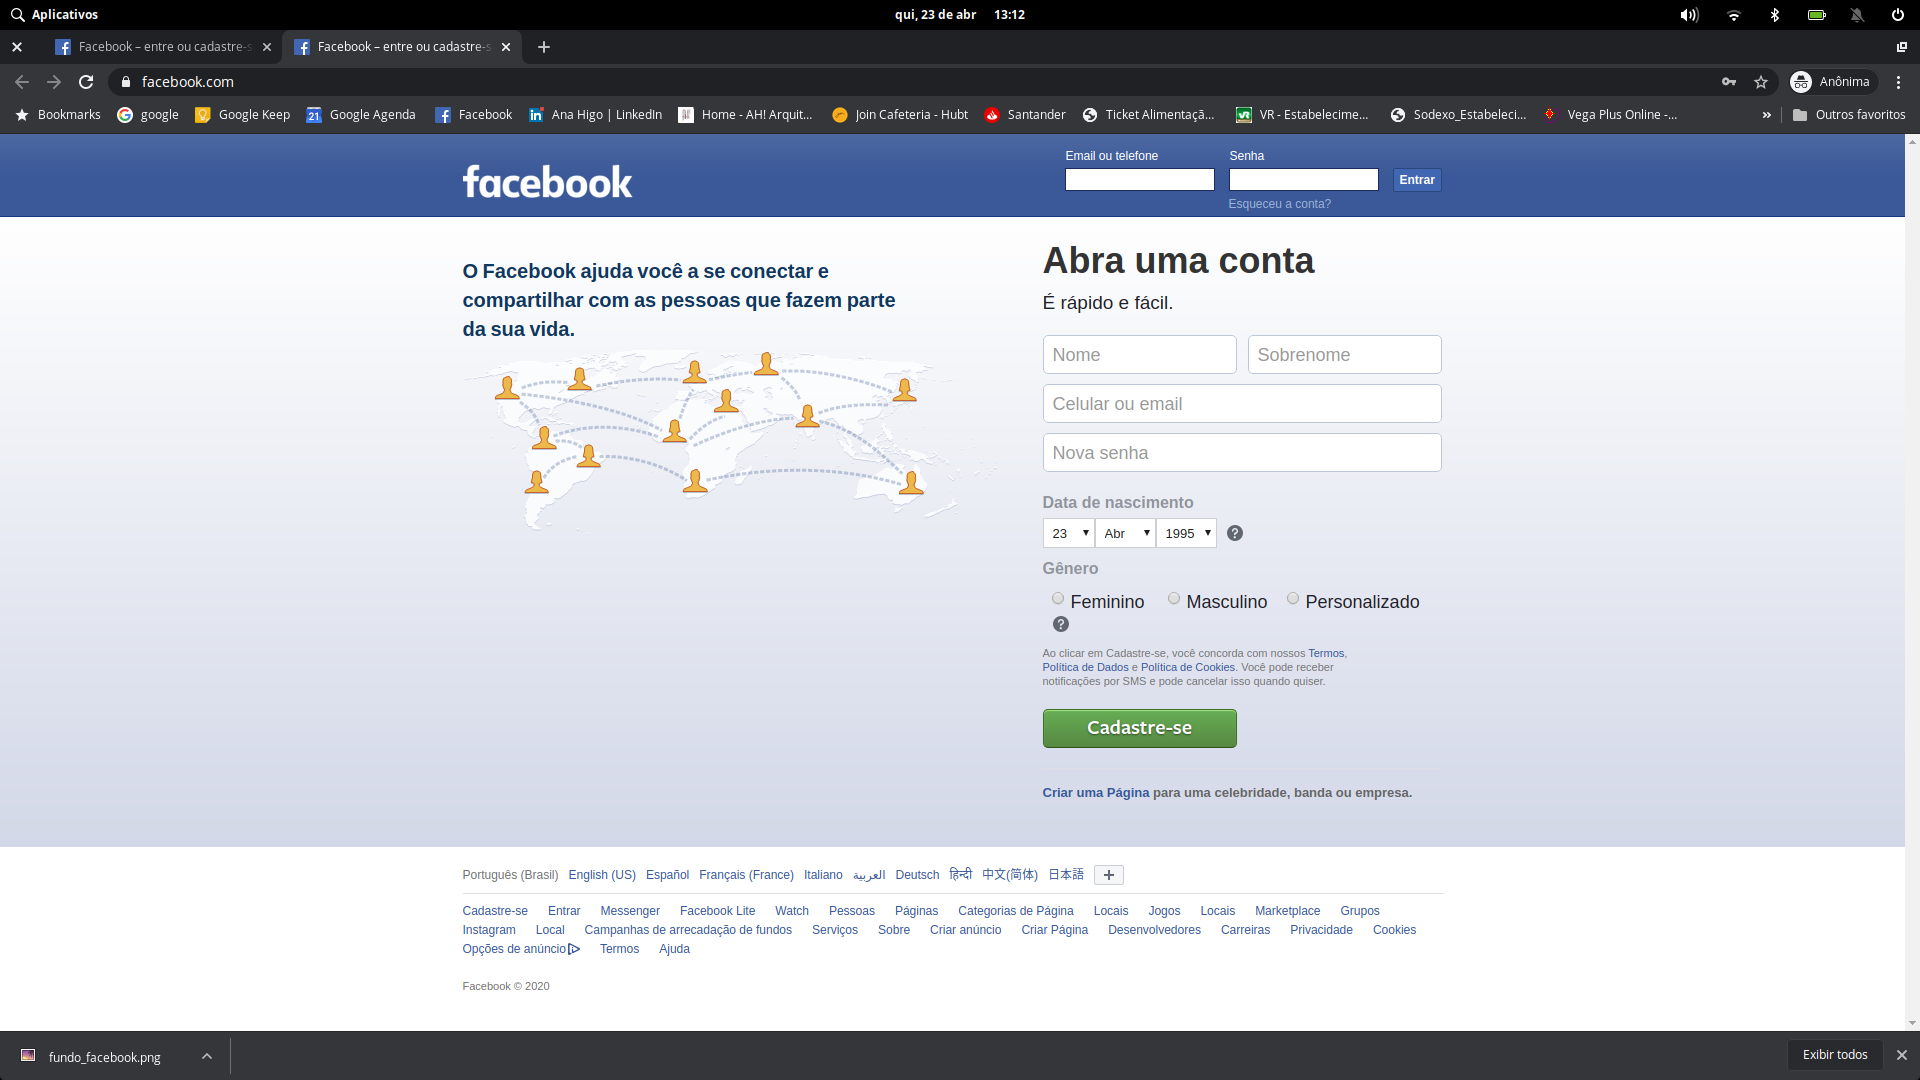 Aplicativos qui, 23 de abr 13:12
Facebook – entre ou cadastre-s Facebook – entre ou cadastre-s
facebook.com Anônima
Bookmarks google Google Keep Google Agenda Facebook Ana Higo | LinkedIn Home - AH! Arquit... Join Cafeteria - Hubt Santander Ticket Alimentaçã... VR - Estabelecime... Sodexo_Estabeleci... Vega Plus Online -... » Outros favoritos
facebook
Email ou telefone Senha
Entrar
Esqueceu a conta?
O Facebook ajuda você a se conectar e
compartilhar com as pessoas que fazem parte
da sua vida.
Abra uma conta
É rápido e fácil.
Nome Sobrenome
Celular ou email
Nova senha
Data de nascimento
23 Abr 1995 ?
Gênero
Feminino Masculino Personalizado
?
Ao clicar em Cadastre-se, você concorda com nossos Termos,
Política de Dados e Política de Cookies. Você pode receber
notificações por SMS e pode cancelar isso quando quiser.
Cadastre-se
Criar uma Página para uma celebridade, banda ou empresa.
Português (Brasil) English (US) Español Français (France) Italiano العربية Deutsch हिन्दी 中文(简体) 日本語 +
Cadastre-se Entrar Messenger Facebook Lite Watch Pessoas Páginas Categorias de Página Locais Jogos Locais Marketplace Grupos
Instagram Local Campanhas de arrecadação de fundos Serviços Sobre Criar anúncio Criar Página Desenvolvedores Carreiras Privacidade Cookies
Opções de anúncio Termos Ajuda
Facebook © 2020
fundo_facebook.png Exibir todos